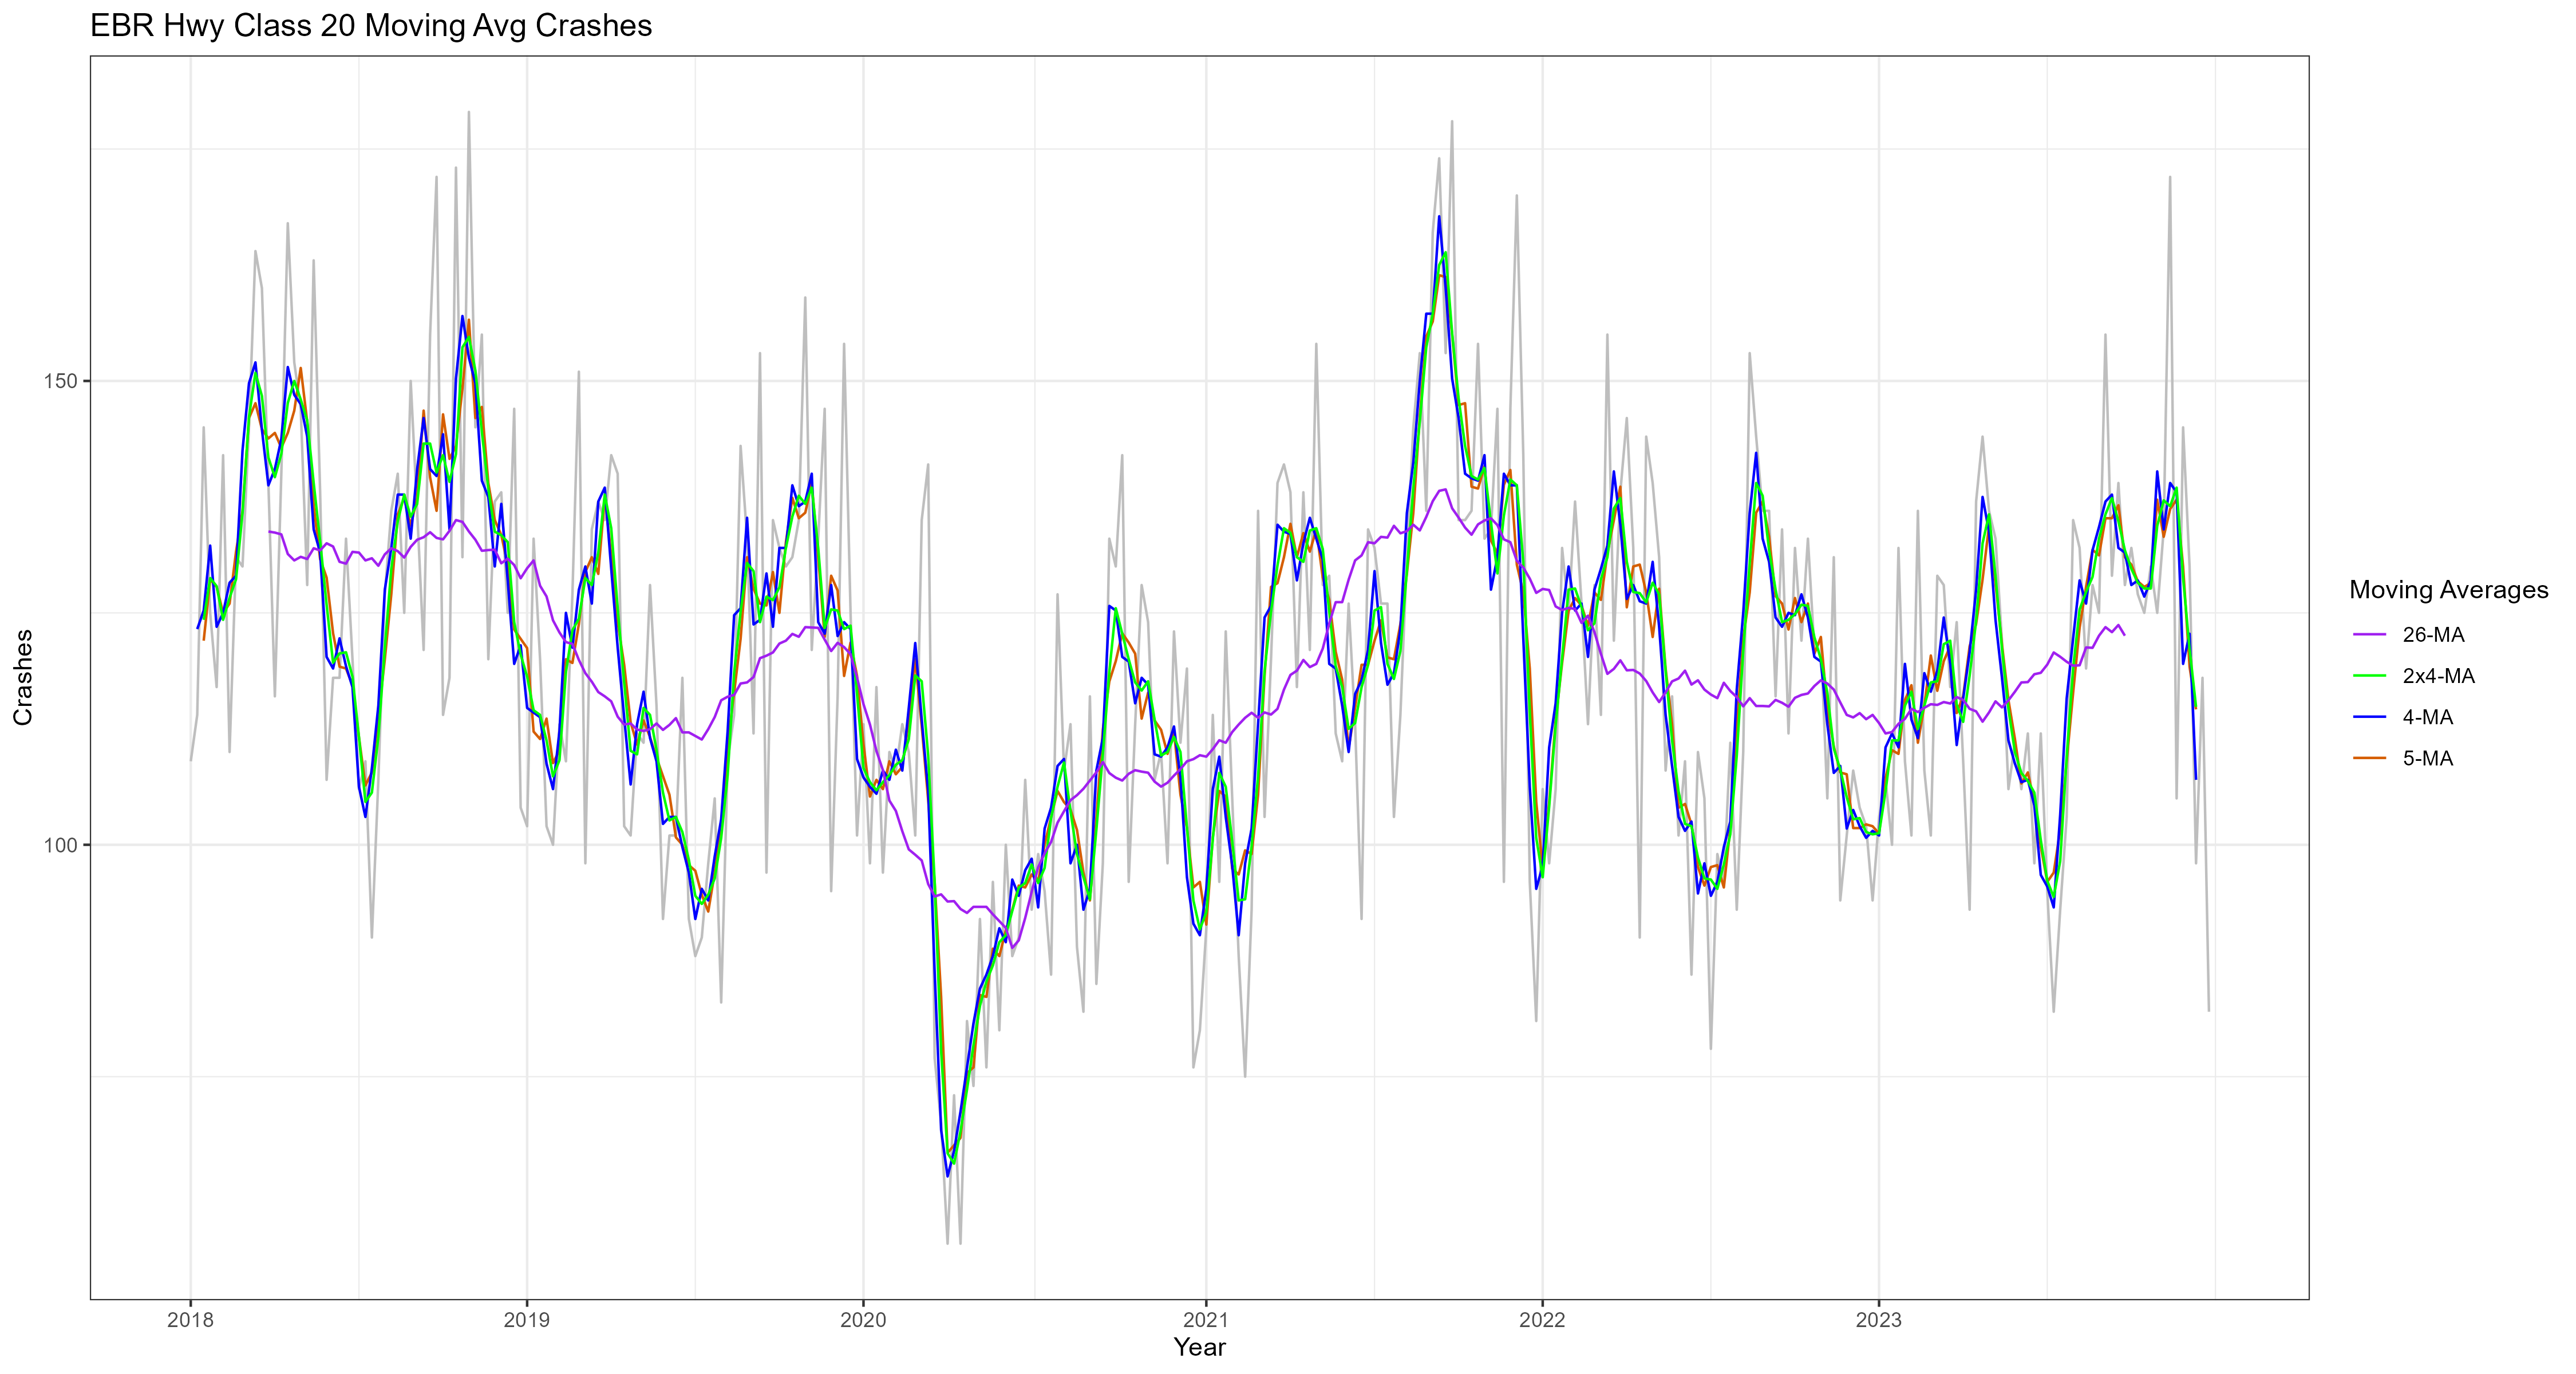 EBR Hwy Class 20 Moving Avg Crashes
Crashes
150
100
2018
2019
2020
2021
2022
2023
Year
Moving Averages
26-MA
2x4-MA
4-MA
5-MA